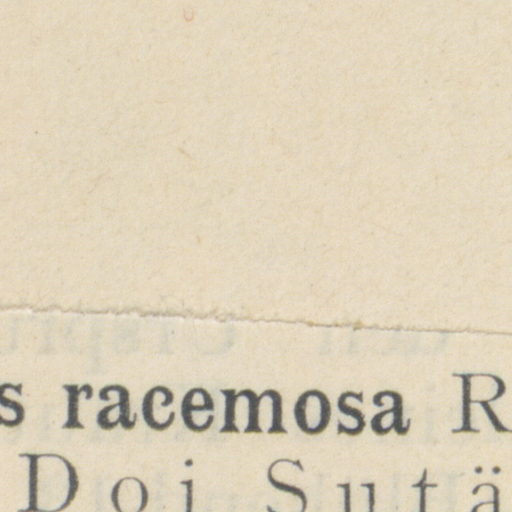 s racemosa R
Doi Sutä